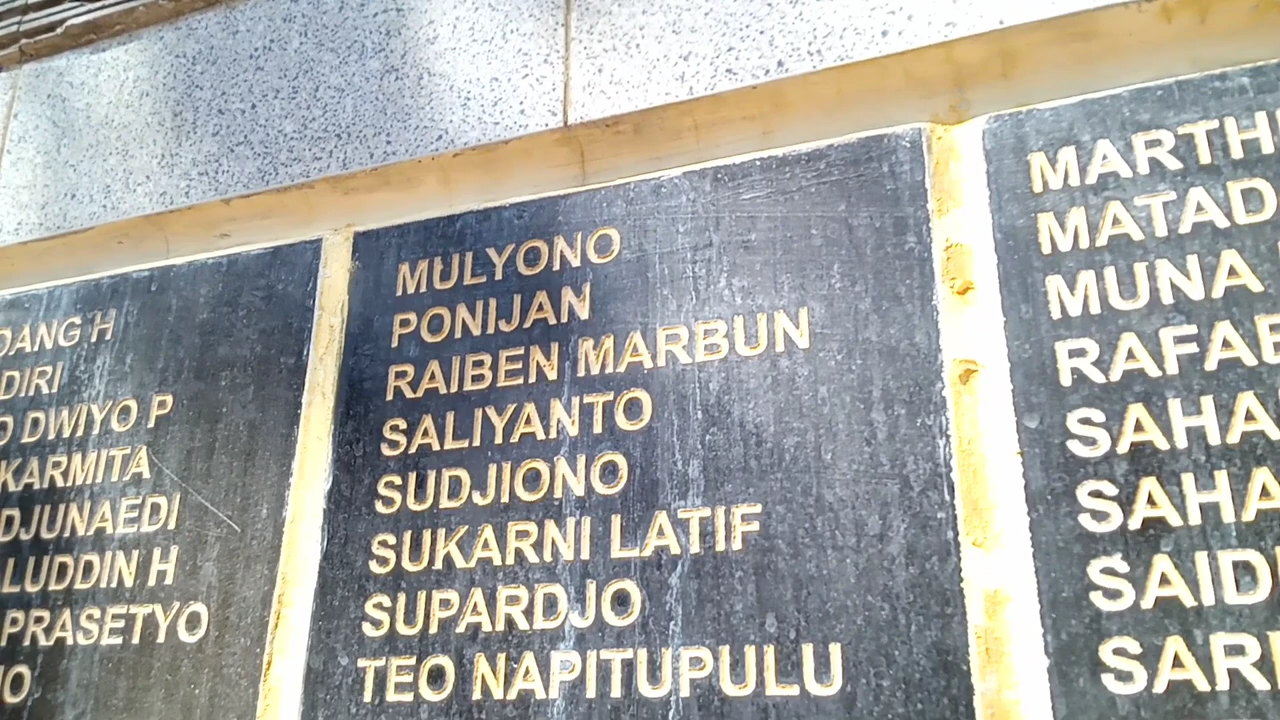 DANG H
DIRI
DWIYO P
KARMITA
DJUNAEDI
LUDDIN H
PRASETYO
MULYONO
PONIJAN
RAIBEN MARBUN
SALIYANTO
SUDJIONO
SUKARNI LATIF
SUPARDJO
TEO NAPITUPULU
MARTH
MATAD
MUNA
RAFAE
SAHA
SAHA
SAID
SARI